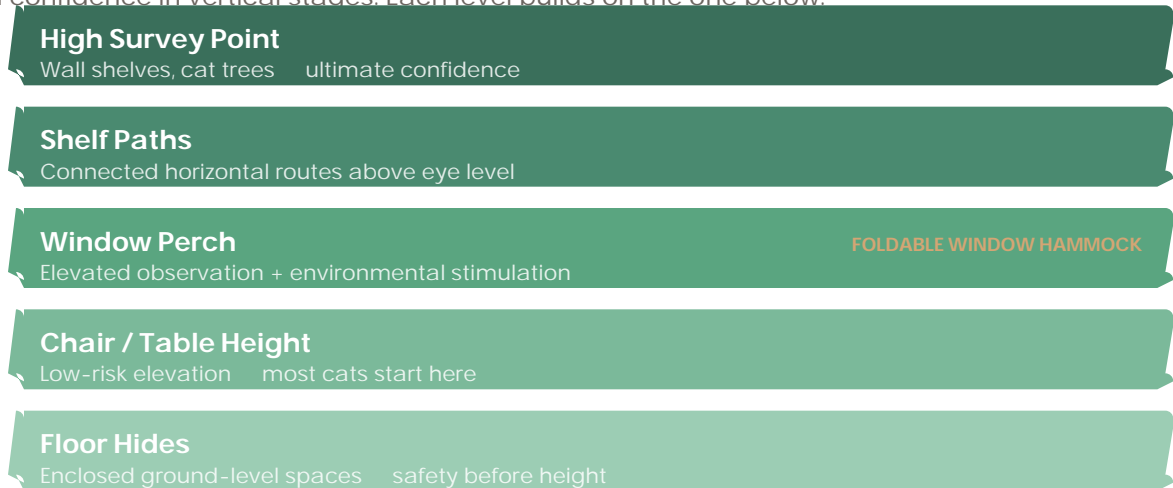 confidence in vertical stages. Each level builds on the one below.
High Survey Point
Wall shelves, cat trees ultimate confidence
Shelf Paths
Connected horizontal routes above eye level
Window Perch
FOLDABLE WINDOW HAMMOCK
Elevated observation + environmental stimulation
Chair / Table Height
Low-risk elevation most cats start here
Floor Hides
Enclosed ground-level spaces safety before height